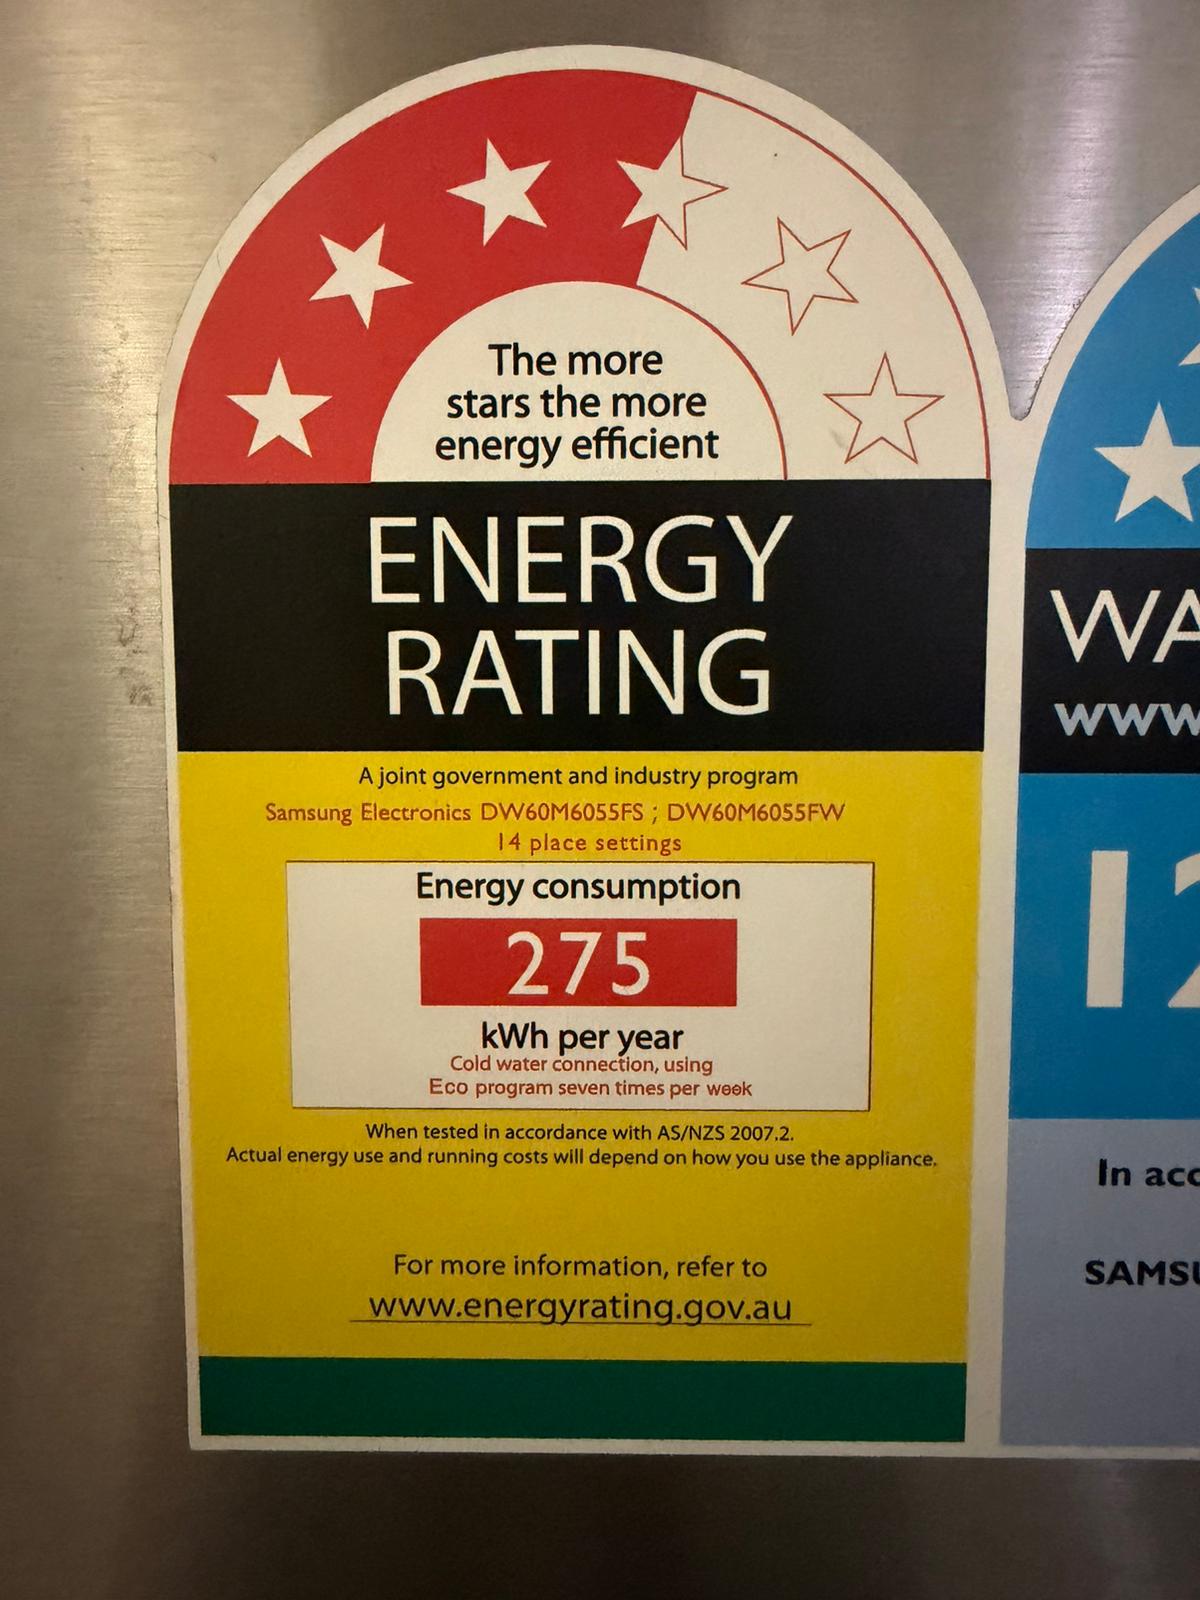 The more
stars the more
energy efficient
ENERGY
RATING
A joint government and industry program
Samsung Electronics DW60M6055FS ; DW60M6055FW
14 place settings
Energy consumption
275
kWh per year
Cold water connection, using
Eco program seven times per week
When tested in accordance with AS/NZS 2007.2.
Actual energy use and running costs will depend on how you use the appliance.
For more information, refer to
www.energyrating.gov.au
WA
www
12
In acc
SAMSU